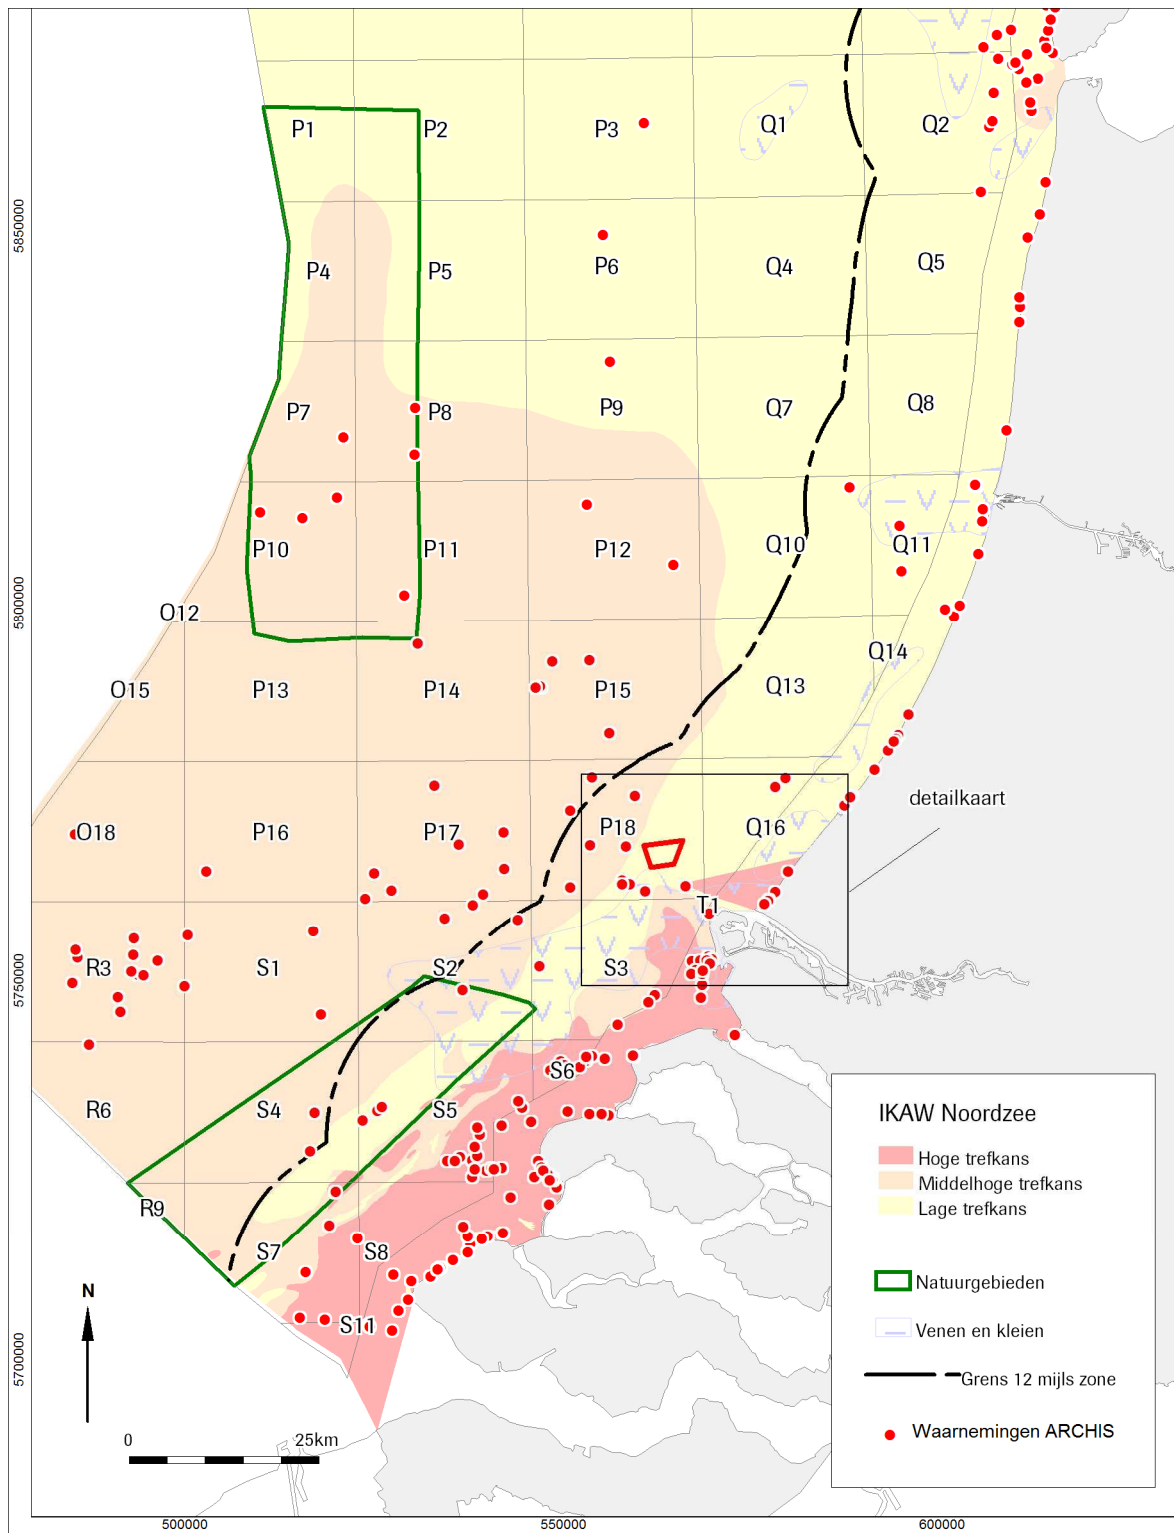 P1
P2
P3
Q1
Q2
5850000
P4
P5
P6
Q4
Q5
P7
P8
P9
Q7
Q8
P10
P11
P12
Q10
Q11
5800000
O12
Q14
O15
P13
P14
P15
Q13
detailkaart
O18
P16
P17
P18
Q16
T1
5750000
R3
S1
S2
S3
S6
R6
S4
S5
R9
S7
S8
S11
5700000
N
0
25km
IKAW Noordzee
Hoge trefkans
Middelhoge trefkans
Lage trefkans
Natuurgebieden
Venen en kleien
Grens 12 mijls zone
Waarnemingen ARCHIS
500000
550000
600000